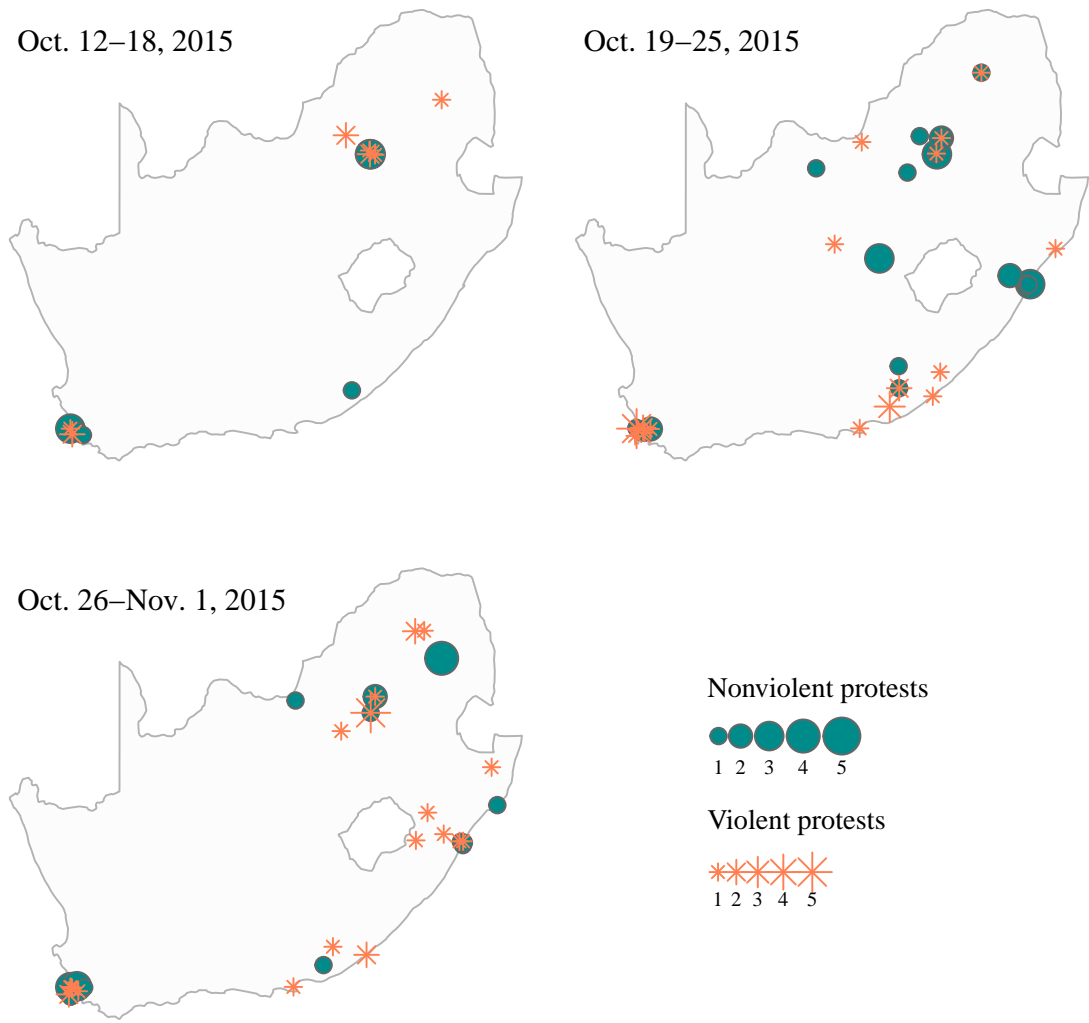 Oct. 12–18, 2015
Oct. 19–25, 2015
Oct. 26–Nov. 1, 2015
Nonviolent protests
1 2 3 4 5
Violent protests
1 2 3 4 5